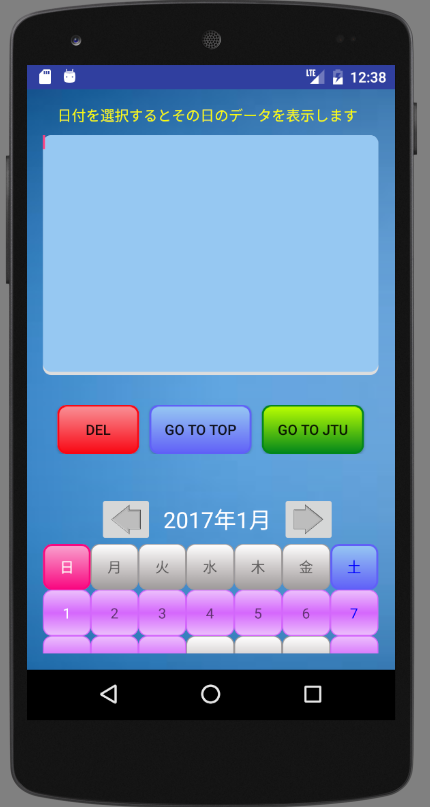 LTE 12:38
日付を選択するとその日のデータを表示します
DEL GO TO TOP GO TO JTU
2017年1月
日 月 火 水 木 金 土
1 2 3 4 5 6 7